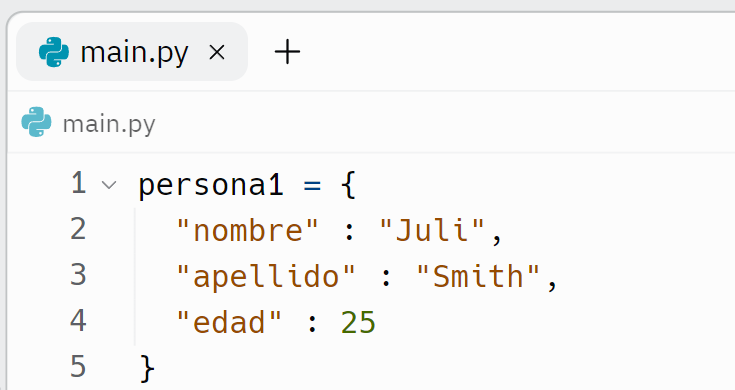 main.py
main.py
1 persona1 = {
2 "nombre" : "Juli",
3 "apellido" : "Smith",
4 "edad" : 25
5 }